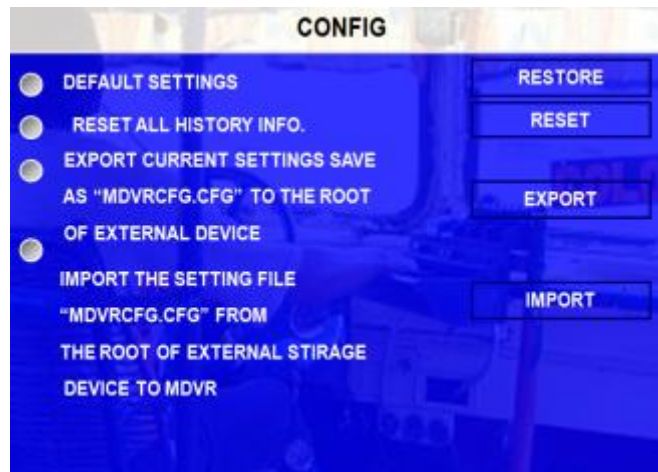 CONFIG
DEFAULT SETTINGS
RESTORE
RESET ALL HISTORY INFO.
RESET
EXPORT CURRENT SETTINGS SAVE
AS “MDVRCFG.CFG” TO THE ROOT
EXPORT
OF EXTERNAL DEVICE
IMPORT THE SETTING FILE
“MDVRCFG.CFG” FROM
IMPORT
THE ROOT OF EXTERNAL STIRAGE
DEVICE TO MDVR